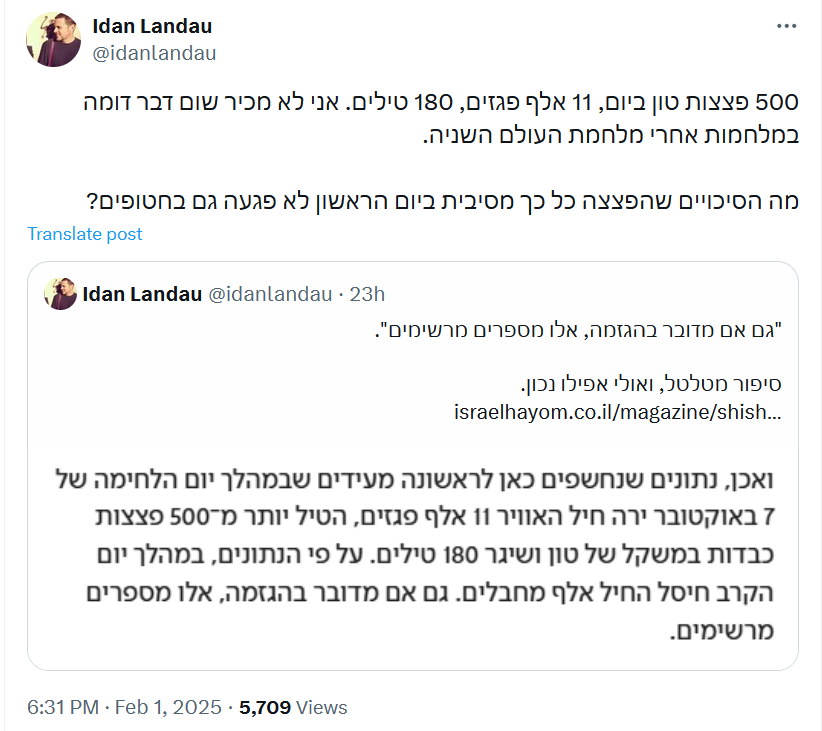 Idan Landau
@idanlandau
500 פצצות טון ביום, 11 אלף פגזים, 180 טילים. אני לא מכיר שום דבר דומה
במלחמות אחרי מלחמת העולם השניה.
מה הסיכויים שהפצצה כל כך מסיבית ביום הראשון לא פגעה גם בחטופים?
Translate post
Idan Landau @idanlandau · 23h
"גם אם מדובר בהגזמה, אלו מספרים מרשימים".
סיפור מטלטל, ואולי אפילו נכון.
israelhayom.co.il/magazine/shish...
ואכן, נתונים שנחשפים כאן לראשונה מעידים שבמהלך יום הלחימה של
7 באוקטובר ירה חיל האוויר 11 אלף פגזים, הטיל יותר מ־500 פצצות
כבדות במשקל של טון ושיגר 180 טילים. על פי הנתונים, במהלך יום
הקרב חיסל החיל אלף מחבלים. גם אם מדובר בהגזמה, אלו מספרים
מרשימים.
6:31 PM · Feb 1, 2025 · 5,709 Views